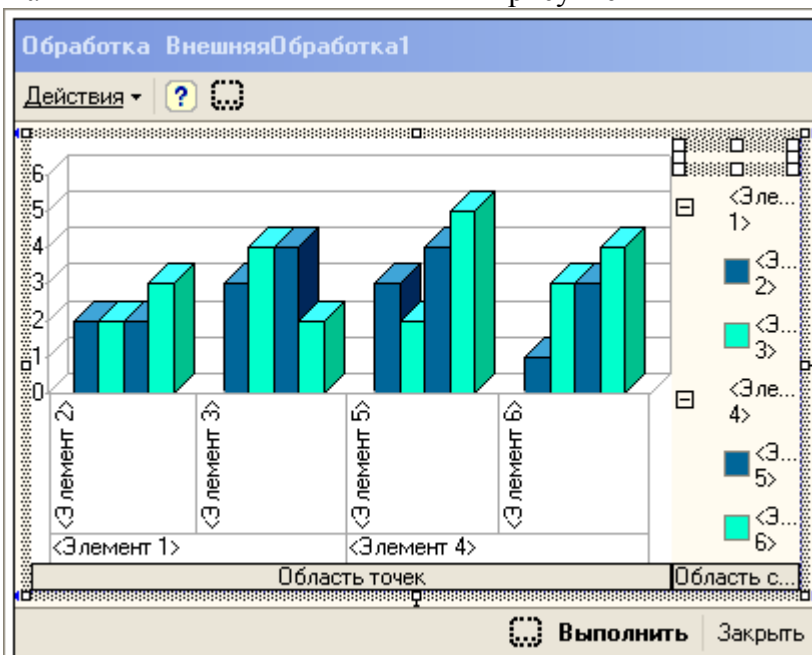 Обработка ВнешняяОбработка1
Действия
?
6
5
4
3
2
1
0
<Элемент 2>
<Элемент 3>
<Элемент 5>
<Элемент 6>
<Элемент 1>
<Элемент 4>
<Эле...
1>
<Э...
2>
<Э...
3>
<Эле...
4>
<Э...
5>
<Э...
6>
Область точек
Область с...
Выполнить
Закрыть